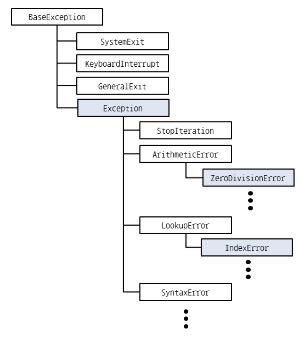 BaseException
SystemExit
KeyboardInterrupt
GeneralExit
Exception
StopIteration
ArithmeticError
ZeroDivisionError
LookupError
IndexError
SyntaxError